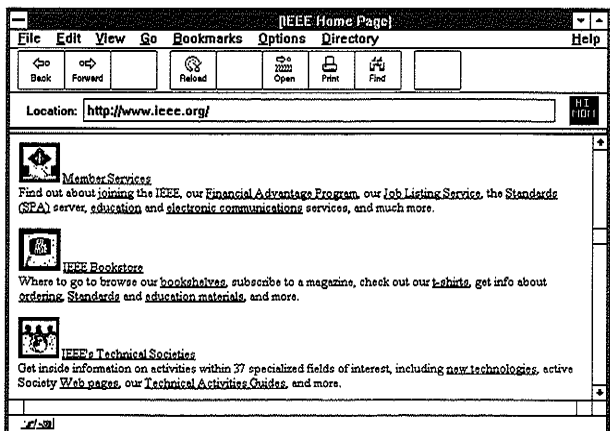 [IEEE Home Page]
File Edit View Go Bookmarks Options Directory Help
Back Forward Reload Open Print Find
Location: http://www.ieee.org/
HI MOM
Member Services
Find out about joining the IEEE, our Financial Advantage Program, our Job Listing Service, the Standards
(SPA) server, education and electronic communications services, and much more.
IEEE Bookstore
Where to go to browse our bookshelves, subscribe to a magazine, check out our t-shirts, get info about
ordering, Standards and education materials, and more.
IEEE's Technical Societies
Get inside information on activities within 37 specialized fields of interest, including new technologies, active
Society Web pages, our Technical Activities Guides, and more.